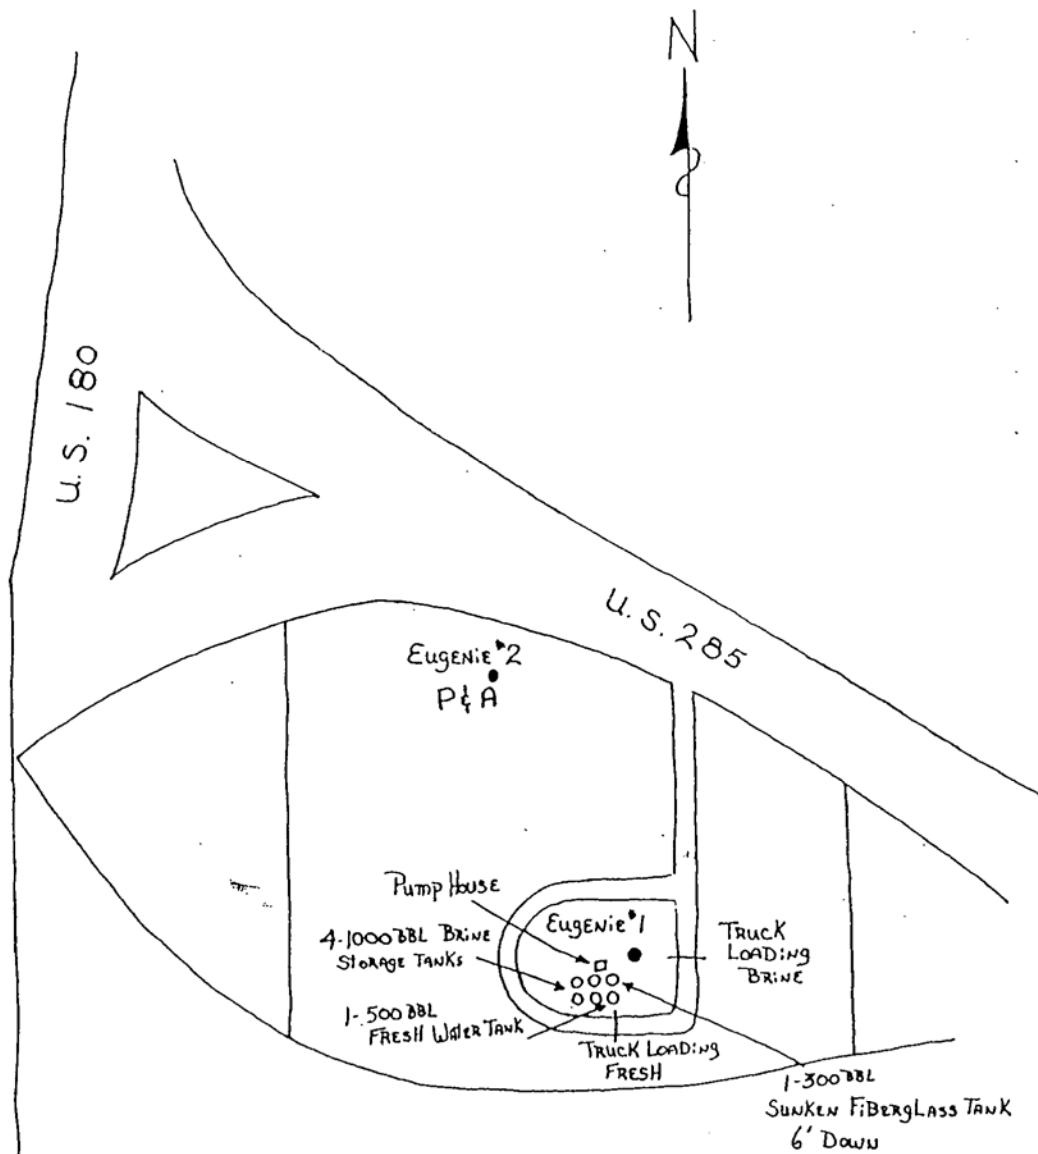 N
U.S. 180
U.S. 285
EUGENIE #2
P & A
PUMP HOUSE
EUGENIE #1
4-1000 BBL BRINE
STORAGE TANKS
TRUCK
LOADING
BRINE
1-500 BBL
FRESH WATER TANK
TRUCK LOADING
FRESH
1-300 BBL
SUNKEN FIBERGLASS TANK
6' DOWN